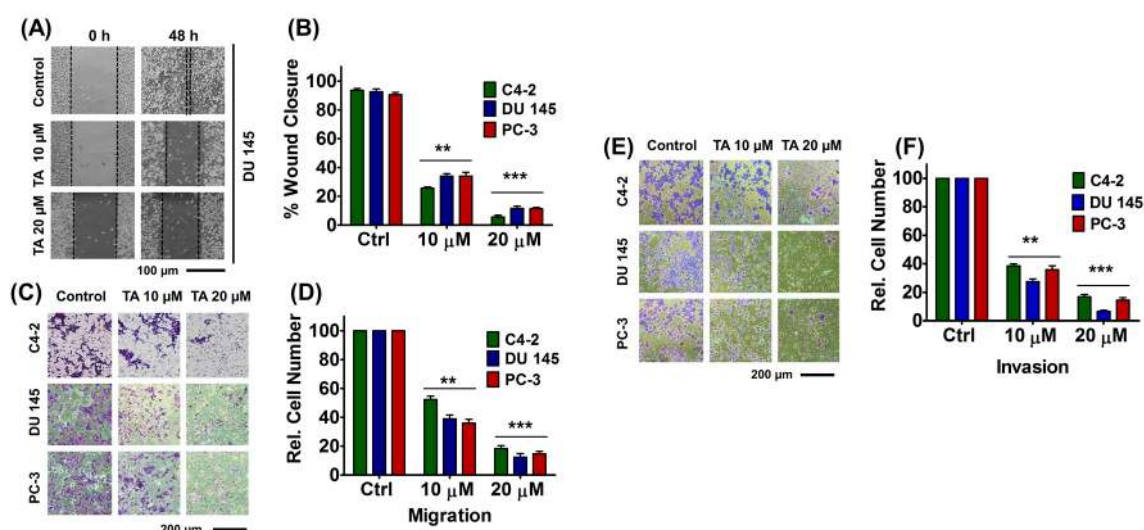 (A)
0 h
48 h
Control
TA 10 µM
TA 20 µM
DU 145
100 µm
(B)
% Wound Closure
100
80
60
40
20
0
C4-2
DU 145
PC-3
**
***
Ctrl
10 µM
20 µM
(C)
Control
TA 10 µM
TA 20 µM
C4-2
DU 145
PC-3
200 µm
(D)
Rel. Cell Number
100
80
60
40
20
0
C4-2
DU 145
PC-3
**
***
Ctrl
10 µM
20 µM
Migration
(E)
Control
TA 10 µM
TA 20 µM
C4-2
DU 145
PC-3
200 µm
(F)
Rel. Cell Number
100
80
60
40
20
0
C4-2
DU 145
PC-3
**
***
Ctrl
10 µM
20 µM
Invasion